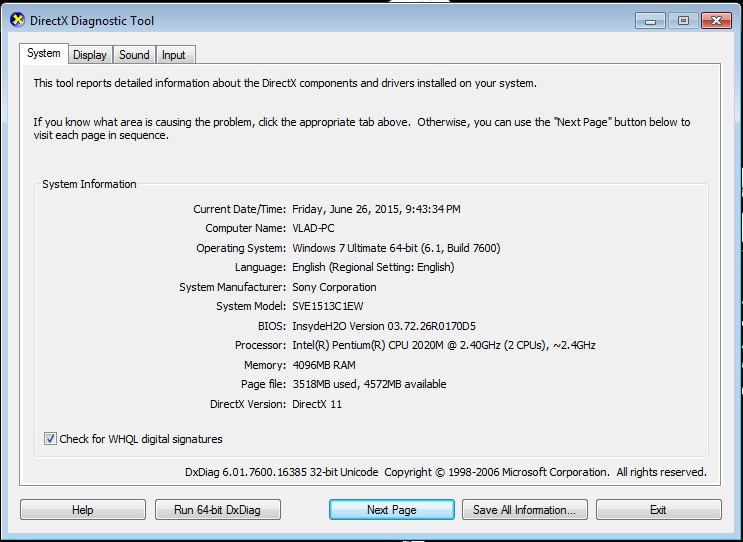 DirectX Diagnostic Tool
System Display Sound Input
This tool reports detailed information about the DirectX components and drivers installed on your system.
If you know what area is causing the problem, click the appropriate tab above.  Otherwise, you can use the "Next Page" button below to
visit each page in sequence.
System Information
Current Date/Time: Friday, June 26, 2015, 9:43:34 PM
Computer Name: VLAD-PC
Operating System: Windows 7 Ultimate 64-bit (6.1, Build 7600)
Language: English (Regional Setting: English)
System Manufacturer: Sony Corporation
System Model: SVE1513C1EW
BIOS: InsydeH2O Version 03.72.26R0170D5
Processor: Intel(R) Pentium(R) CPU 2020M @ 2.40GHz (2 CPUs), ~2.4GHz
Memory: 4096MB RAM
Page file: 3518MB used, 4572MB available
DirectX Version: DirectX 11
Check for WHQL digital signatures
DxDiag 6.01.7600.16385 32-bit Unicode  Copyright © 1998-2006 Microsoft Corporation.  All rights reserved.
Help Run 64-bit DxDiag Next Page Save All Information... Exit